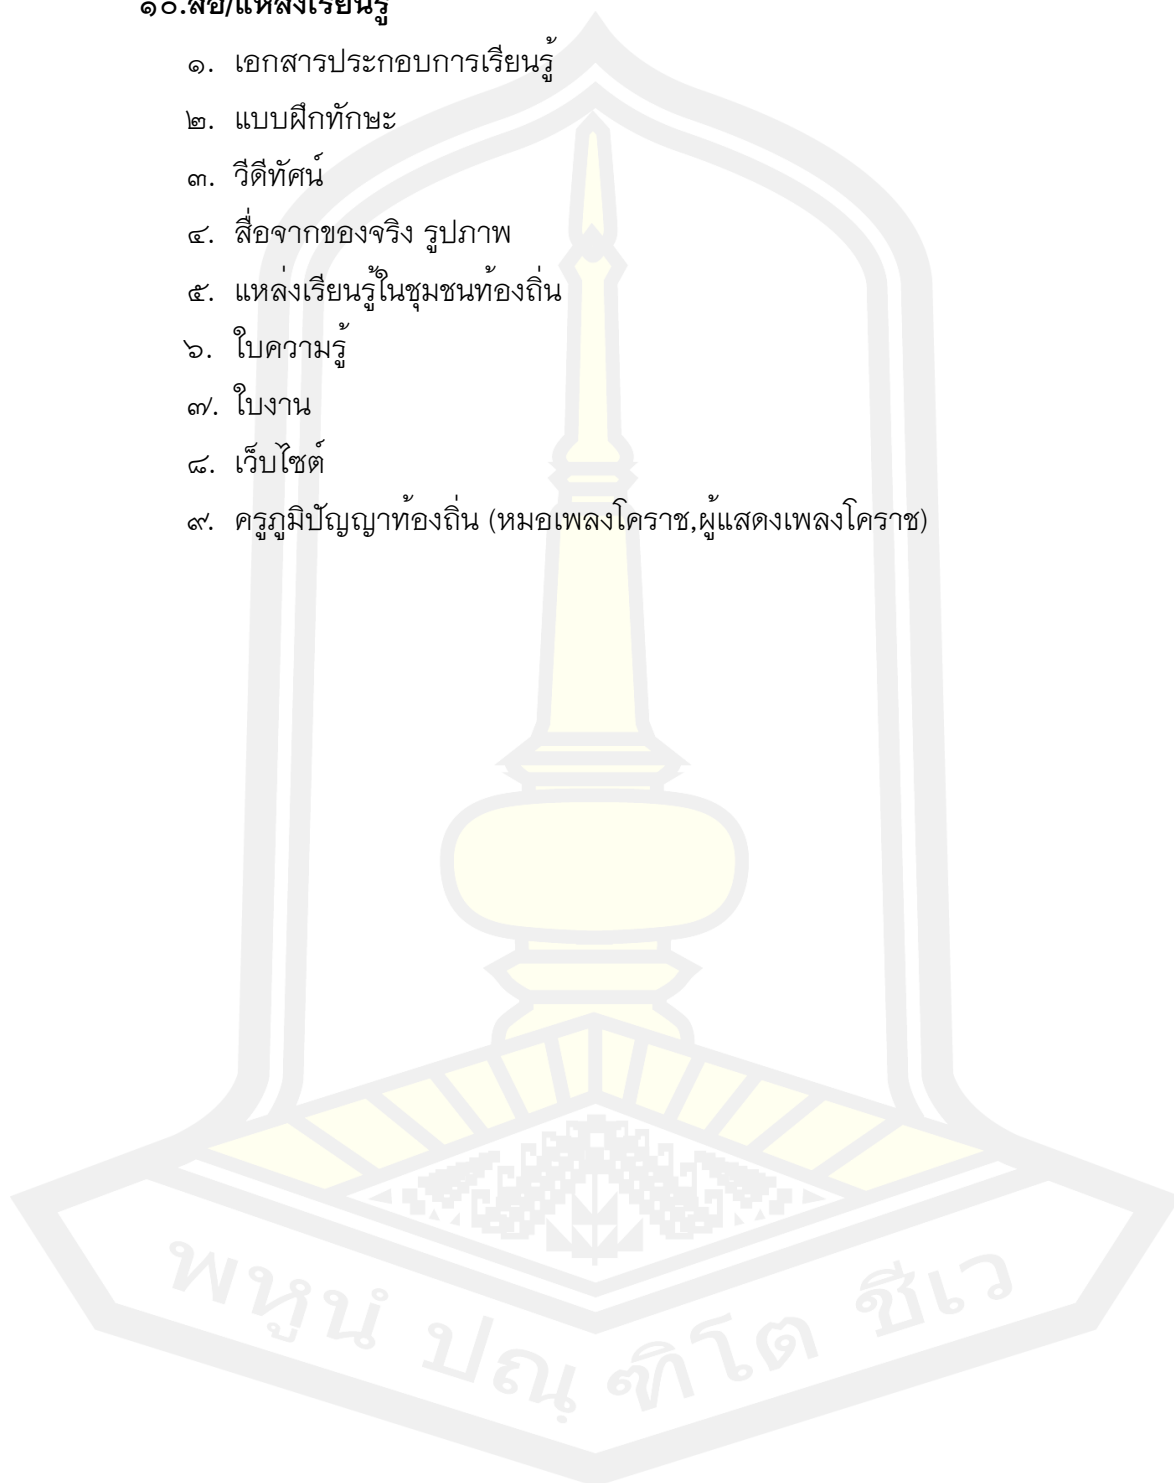 ๑๐.สื่อ/แหล่งเรียนรู้
๑. เอกสารประกอบการเรียนรู้
๒. แบบฝึกทักษะ
๓. วีดีทัศน์
๔. สื่อจากของจริง รูปภาพ
๕. แหล่งเรียนรู้ในชุมชนท้องถิ่น
๖. ใบความรู้
๗. ใบงาน
๘. เว็บไซต์
๙. ครูภูมิปัญญาท้องถิ่น (หมอเพลงโคราช,ผู้แสดงเพลงโคราช)
พหูนํ ปณฺฑิโต ชีเว